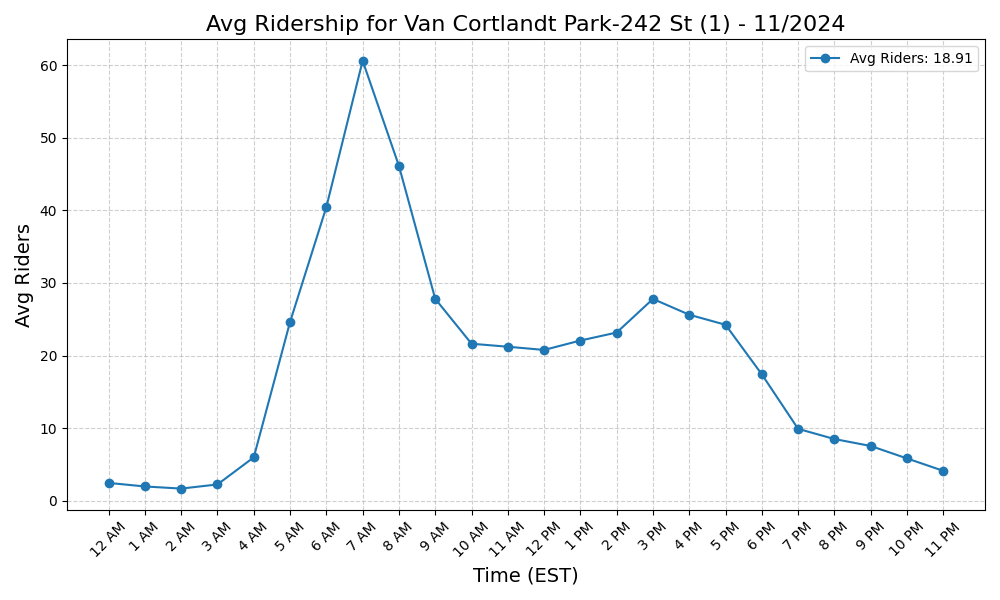 Avg Ridership for Van Cortlandt Park-242 St (1) - 11/2024
Avg Riders: 18.91
Avg Riders
60
50
40
30
20
10
0
12 AM
1 AM
2 AM
3 AM
4 AM
5 AM
6 AM
7 AM
8 AM
9 AM
10 AM
11 AM
12 PM
1 PM
2 PM
3 PM
4 PM
5 PM
6 PM
7 PM
8 PM
9 PM
10 PM
11 PM
Time (EST)